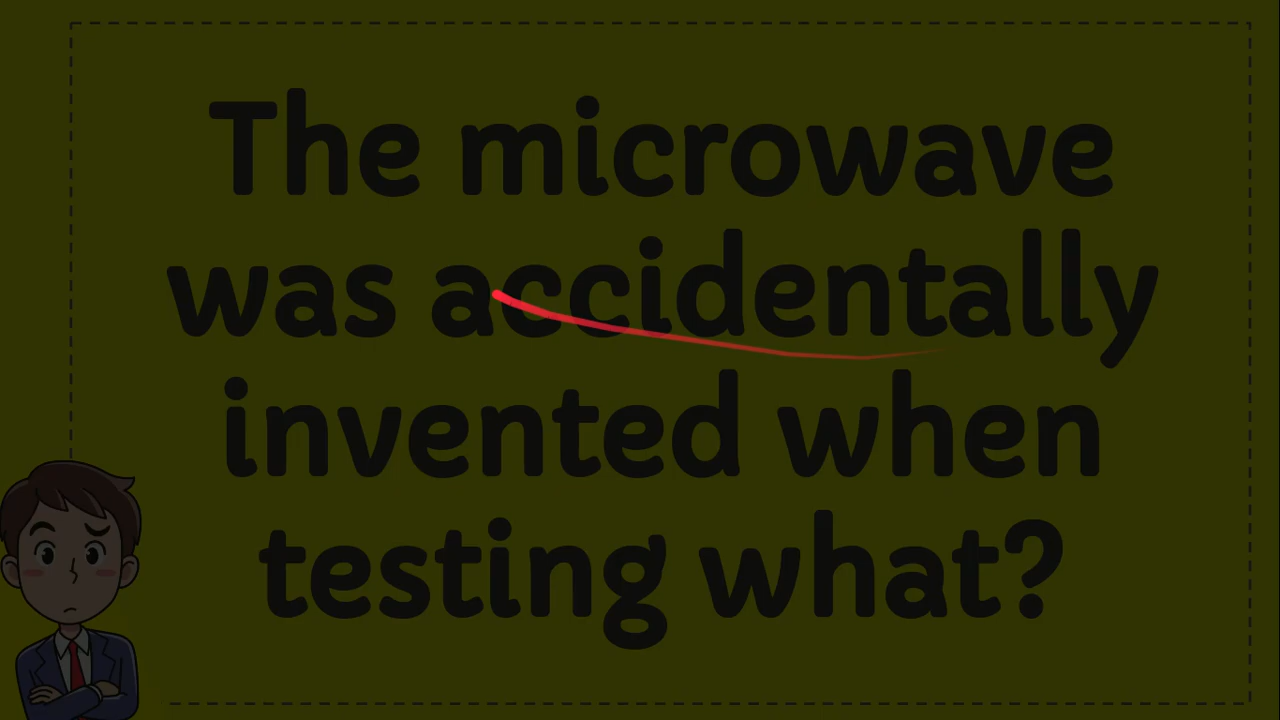 The microwave
was accidentally
invented when
testing what?